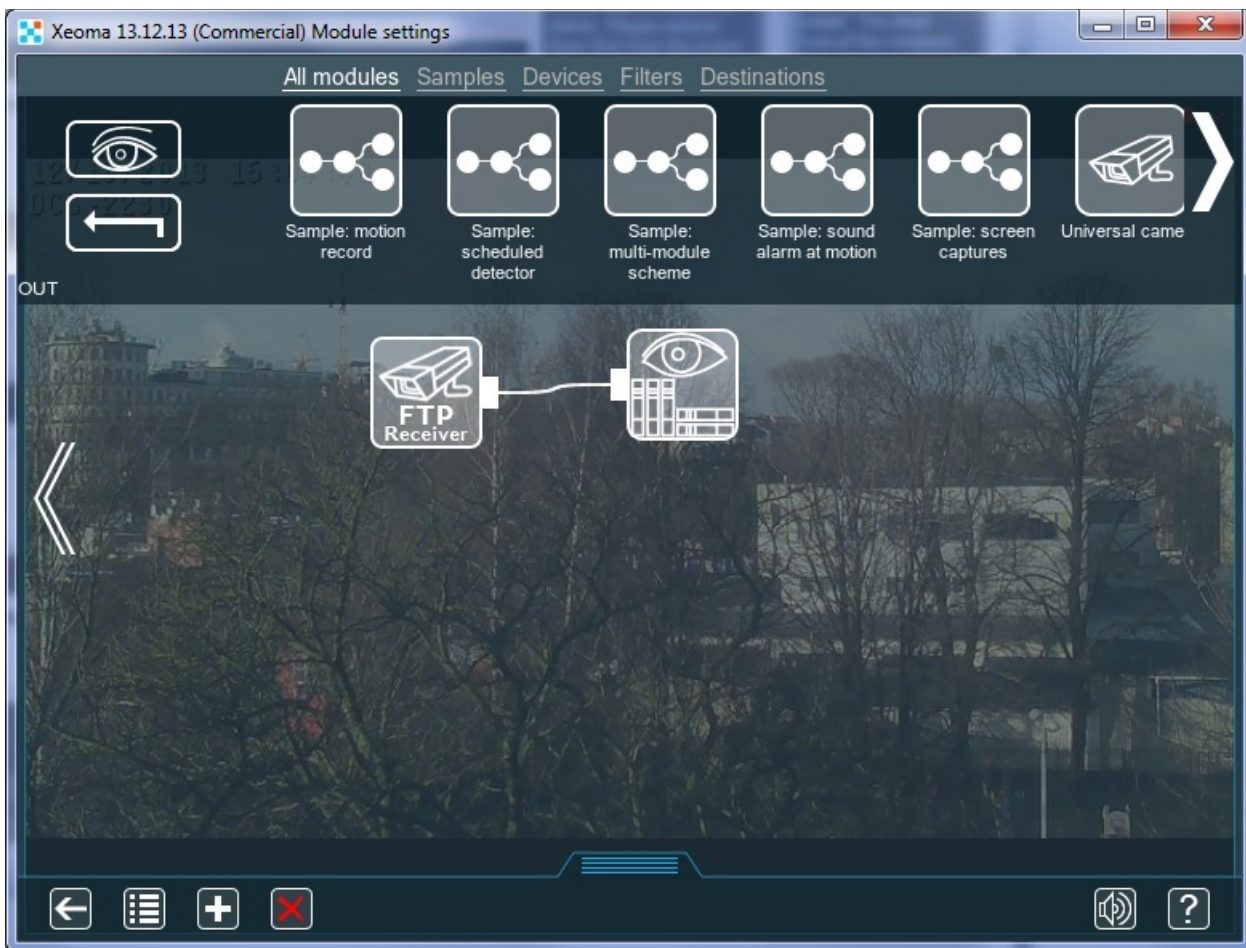 Xeoma 13.12.13 (Commercial) Module settings
All modules Samples Devices Filters Destinations
Sample: motion
record
Sample:
scheduled
detector
Sample:
multi-module
scheme
Sample: sound
alarm at motion
Sample: screen
captures
Universal came
OUT
FTP
Receiver
?